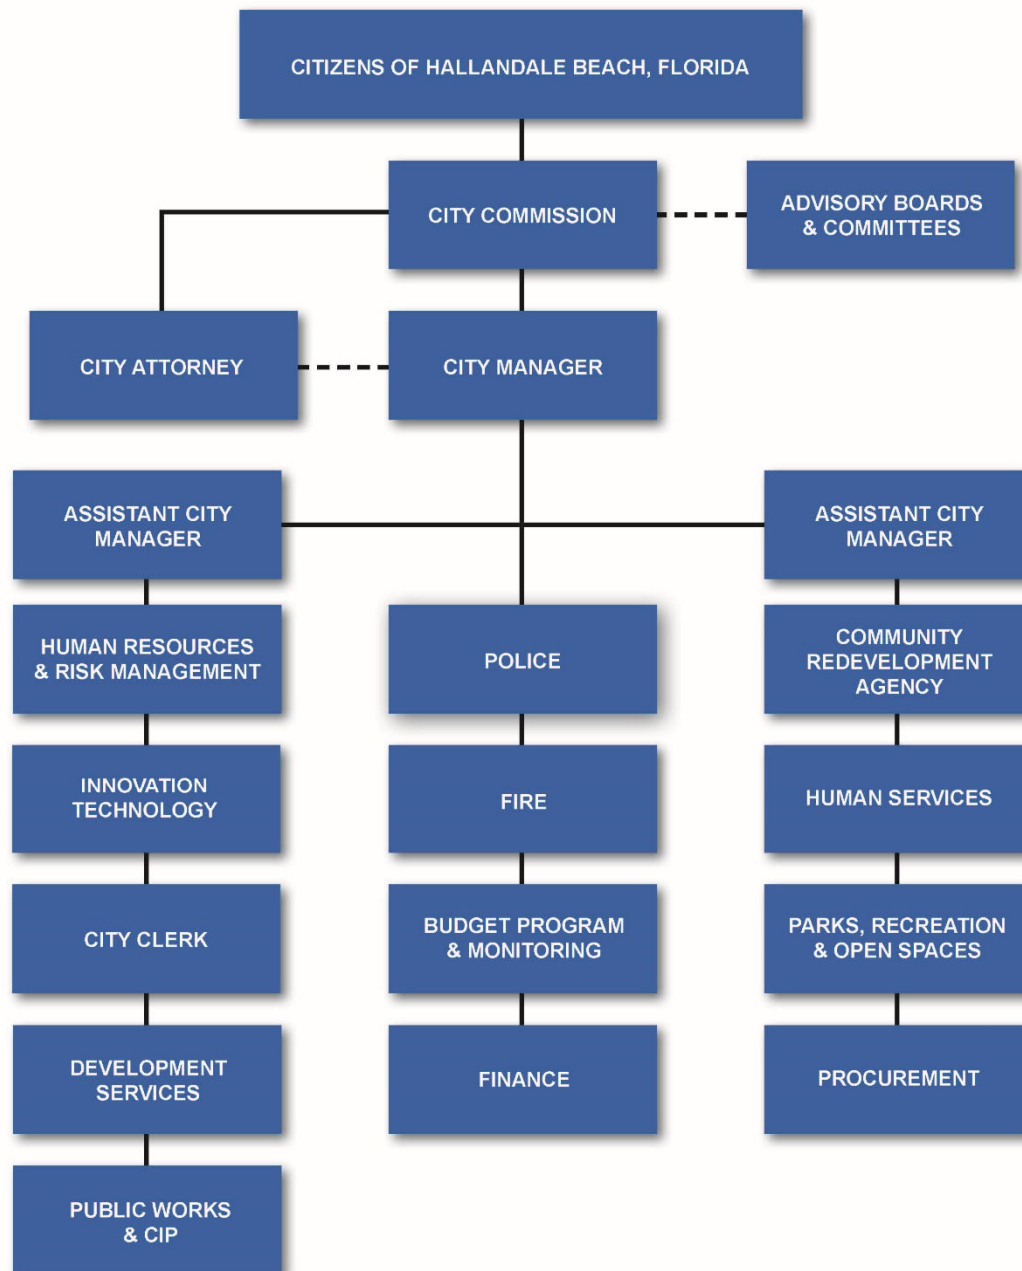 CITIZENS OF HALLANDALE BEACH, FLORIDA
CITY COMMISSION
ADVISORY BOARDS
& COMMITTEES
CITY ATTORNEY
CITY MANAGER
ASSISTANT CITY
MANAGER
ASSISTANT CITY
MANAGER
HUMAN RESOURCES
& RISK MANAGEMENT
POLICE
COMMUNITY
REDEVELOPMENT
AGENCY
INNOVATION
TECHNOLOGY
FIRE
HUMAN SERVICES
CITY CLERK
BUDGET PROGRAM
& MONITORING
PARKS, RECREATION
& OPEN SPACES
DEVELOPMENT
SERVICES
FINANCE
PROCUREMENT
PUBLIC WORKS
& CIP